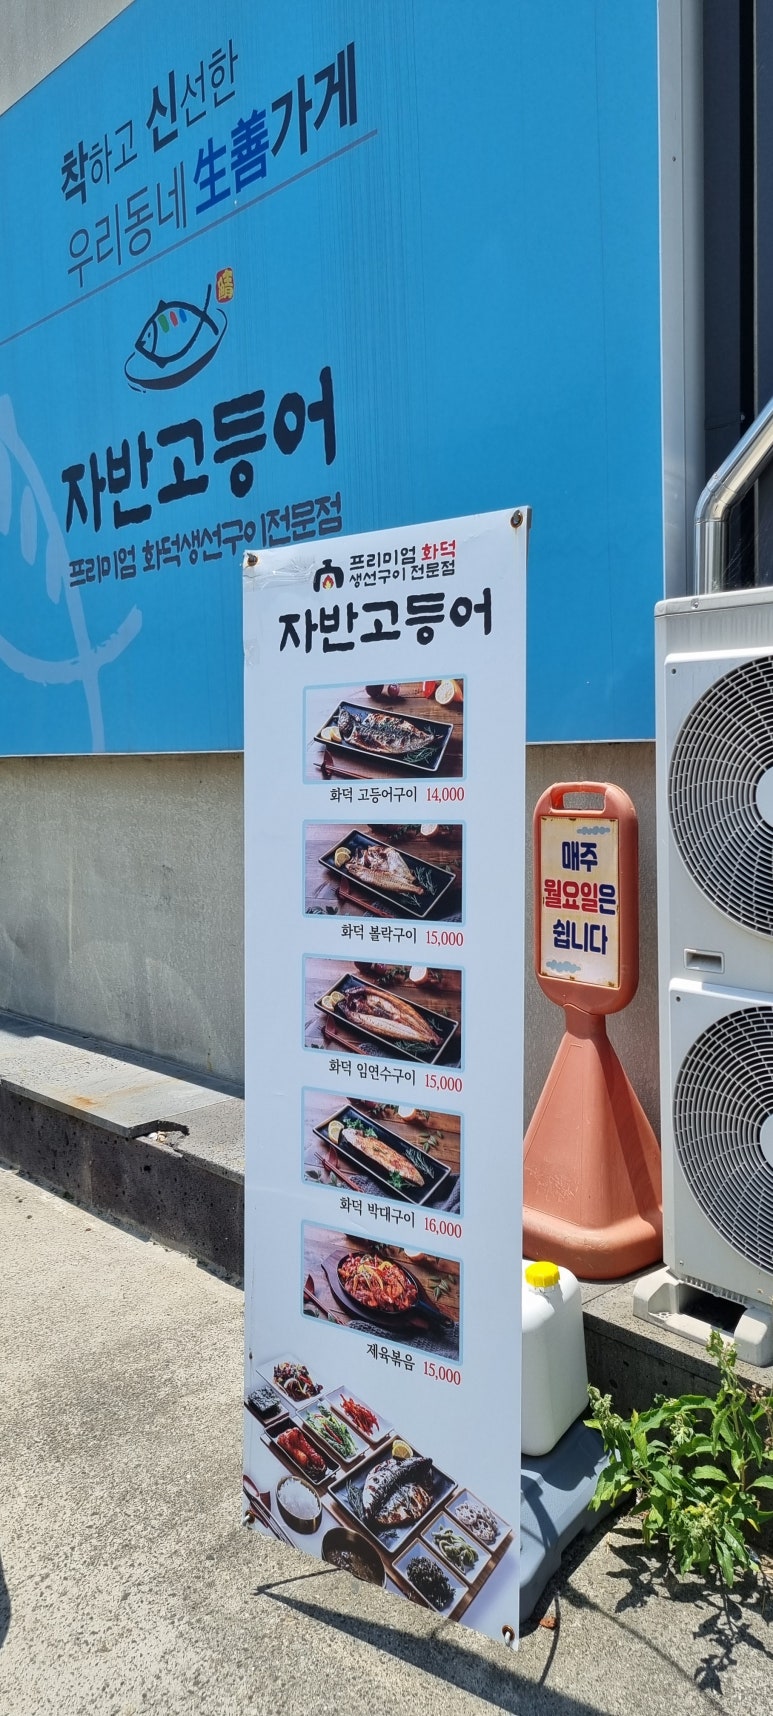 착하고 신선한
우리동네 生善가게
자반고등어
프리미엄 화덕생선구이전문점
프리미엄 화덕
생선구이 전문점
자반고등어
화덕 고등어구이 14,000
화덕 볼락구이 15,000
화덕 임연수구이 15,000
화덕 박대구이 16,000
제육볶음 15,000
매주
월요일은
쉽니다